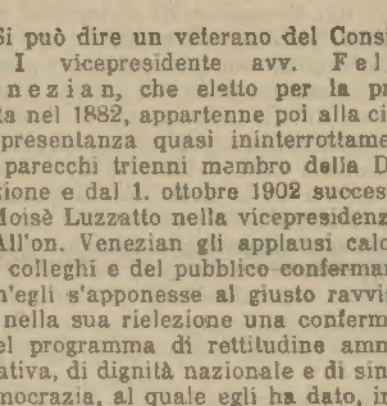 Si può dire un veterano del Cons
I vicepresidente avv. Fel
nezian, che eletto per la pr
ta nel 1882, appartenne poi alla ci
presentanza quasi ininterrottame
parecchi trienni membro della D
zione e dal 1. ottobre 1902 succes
Moisè Luzzatto nella vicepresidenz
All'on. Venezian gli applausi calo
colleghi e del pubblico confermar
m'egli s'apponesse al giusto ravvi
nella sua rielezione una conferm
el programma di rettitudine amm
ativa, di dignità nazionale e di sin
mocrazia, al quale egli ha dato, in